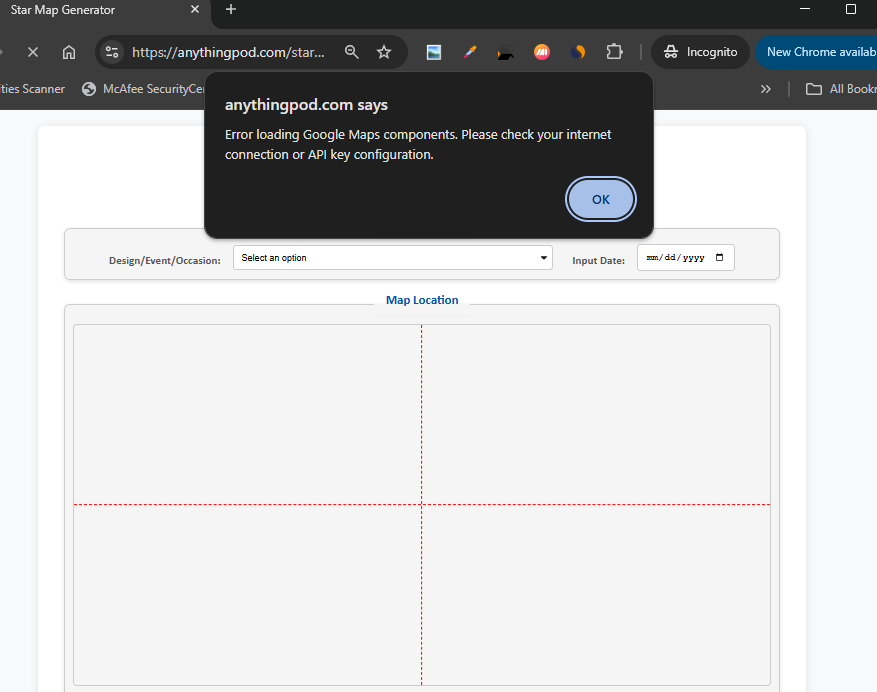 Star Map Generator
https://anythingpod.com/star...
Incognito
New Chrome availab
ties Scanner
McAfee SecurityCer
All Bookr
anythingpod.com says
Error loading Google Maps components. Please check your internet
connection or API key configuration.
OK
Design/Event/Occasion:
Select an option
Input Date:
mm/dd/yyyy
Map Location